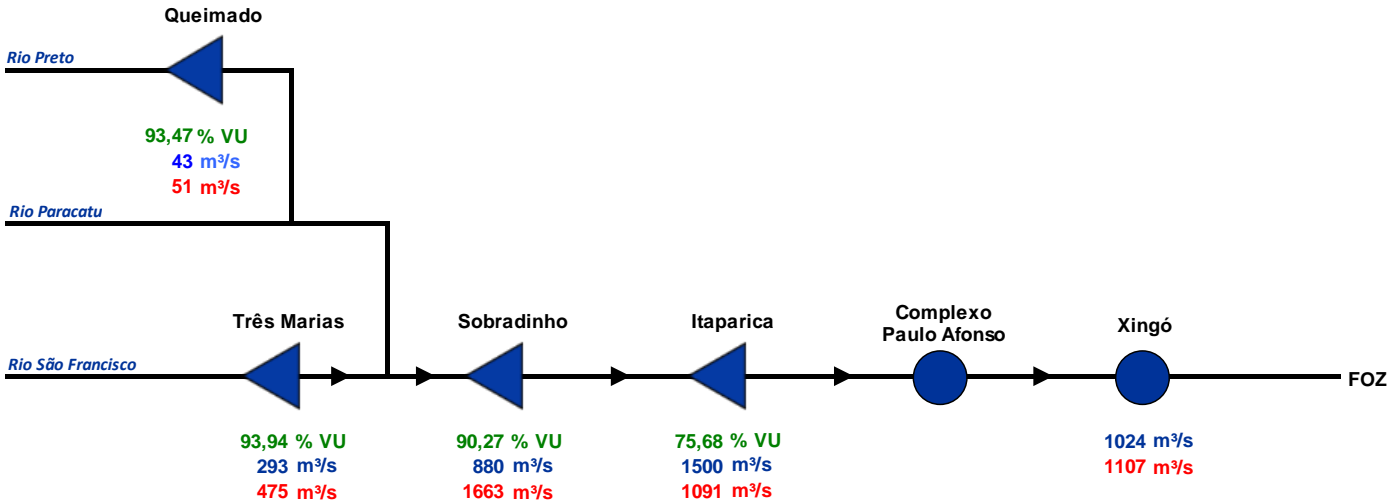 Queimado
Rio Preto
93,47 % VU
43 m³/s
51 m³/s
Rio Paracatu
Três Marias
Sobradinho
Itaparica
Complexo
Paulo Afonso
Xingó
Rio São Francisco
FOZ
93,94 % VU
293 m³/s
475 m³/s
90,27 % VU
880 m³/s
1663 m³/s
75,68 % VU
1500 m³/s
1091 m³/s
1024 m³/s
1107 m³/s